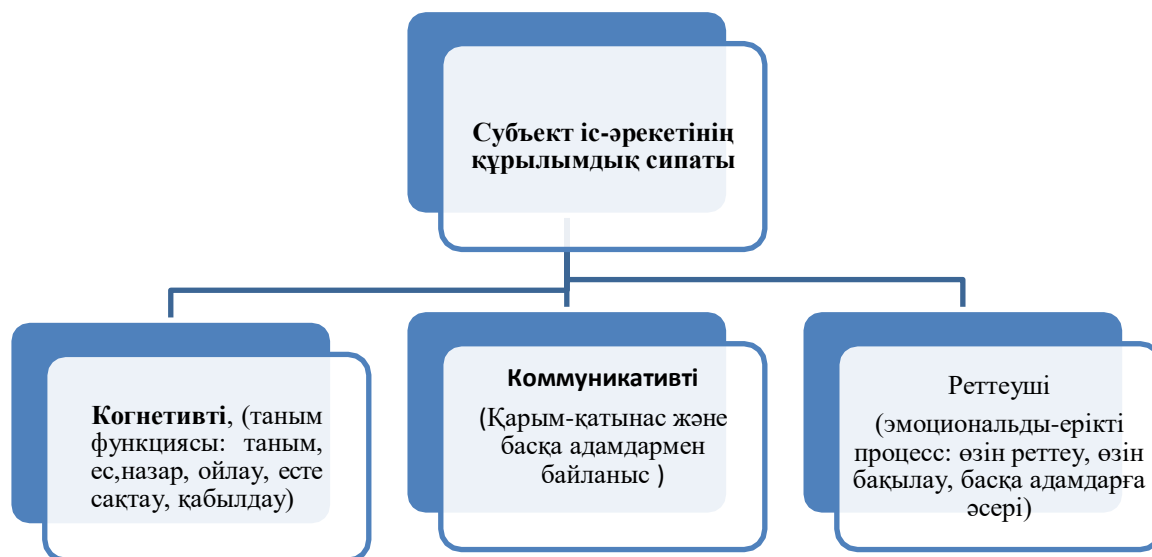 Субъект іс-әрекетінің
құрылымдық сипаты
Когнетивті, (таным
функциясы: таным,
ес,назар, ойлау, есте
сақтау, қабылдау)
Коммуникативті
(Қарым-қатынас және
басқа адамдармен
байланыс )
Реттеуші
(эмоциональды-ерікті
процесс: өзін реттеу, өзін
бақылау, басқа адамдарға
әсері)